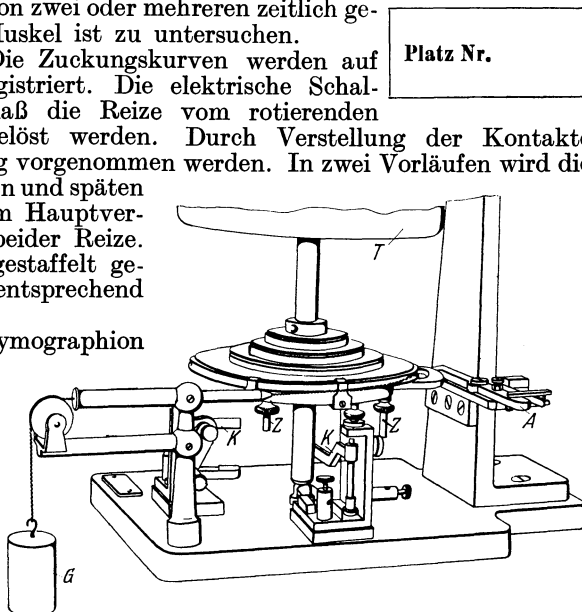 on zwei oder mehreren zeitlich ge-
Muskel ist zu untersuchen.
Die Zuckungskurven werden auf
gistriert. Die elektrische Schal-
daß die Reize vom rotierenden
gelöst werden. Durch Verstellung der Kontakte
g vorgenommen werden. In zwei Vorläufen wird die
n und späten
m Hauptver-
beider Reize.
gestaffelt ge-
entsprechend
ymographion
Platz Nr.
T
K
Z
K
Z
A
G